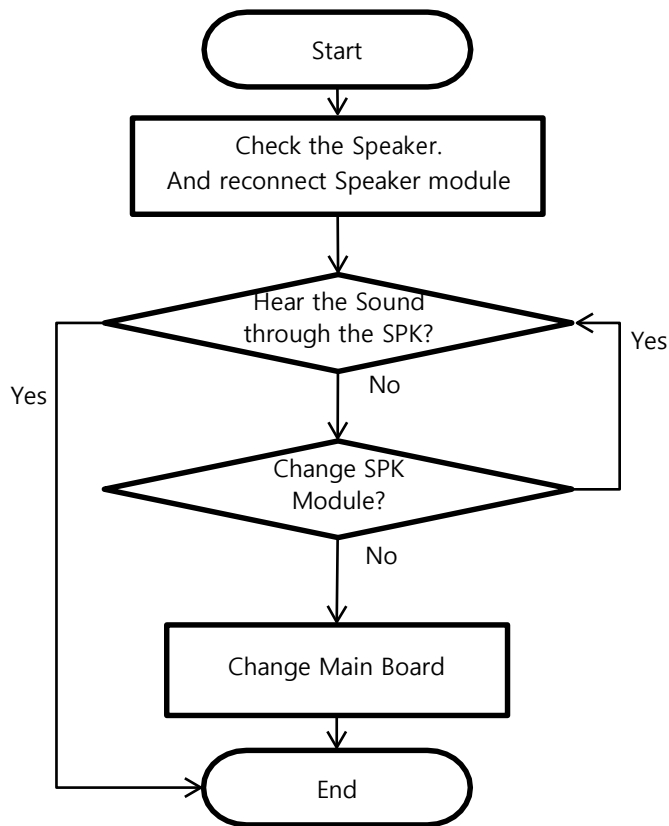 Start
Check the Speaker.
And reconnect Speaker module
Hear the Sound
through the SPK?
Yes
Yes
No
Change SPK
Module?
No
Change Main Board
End